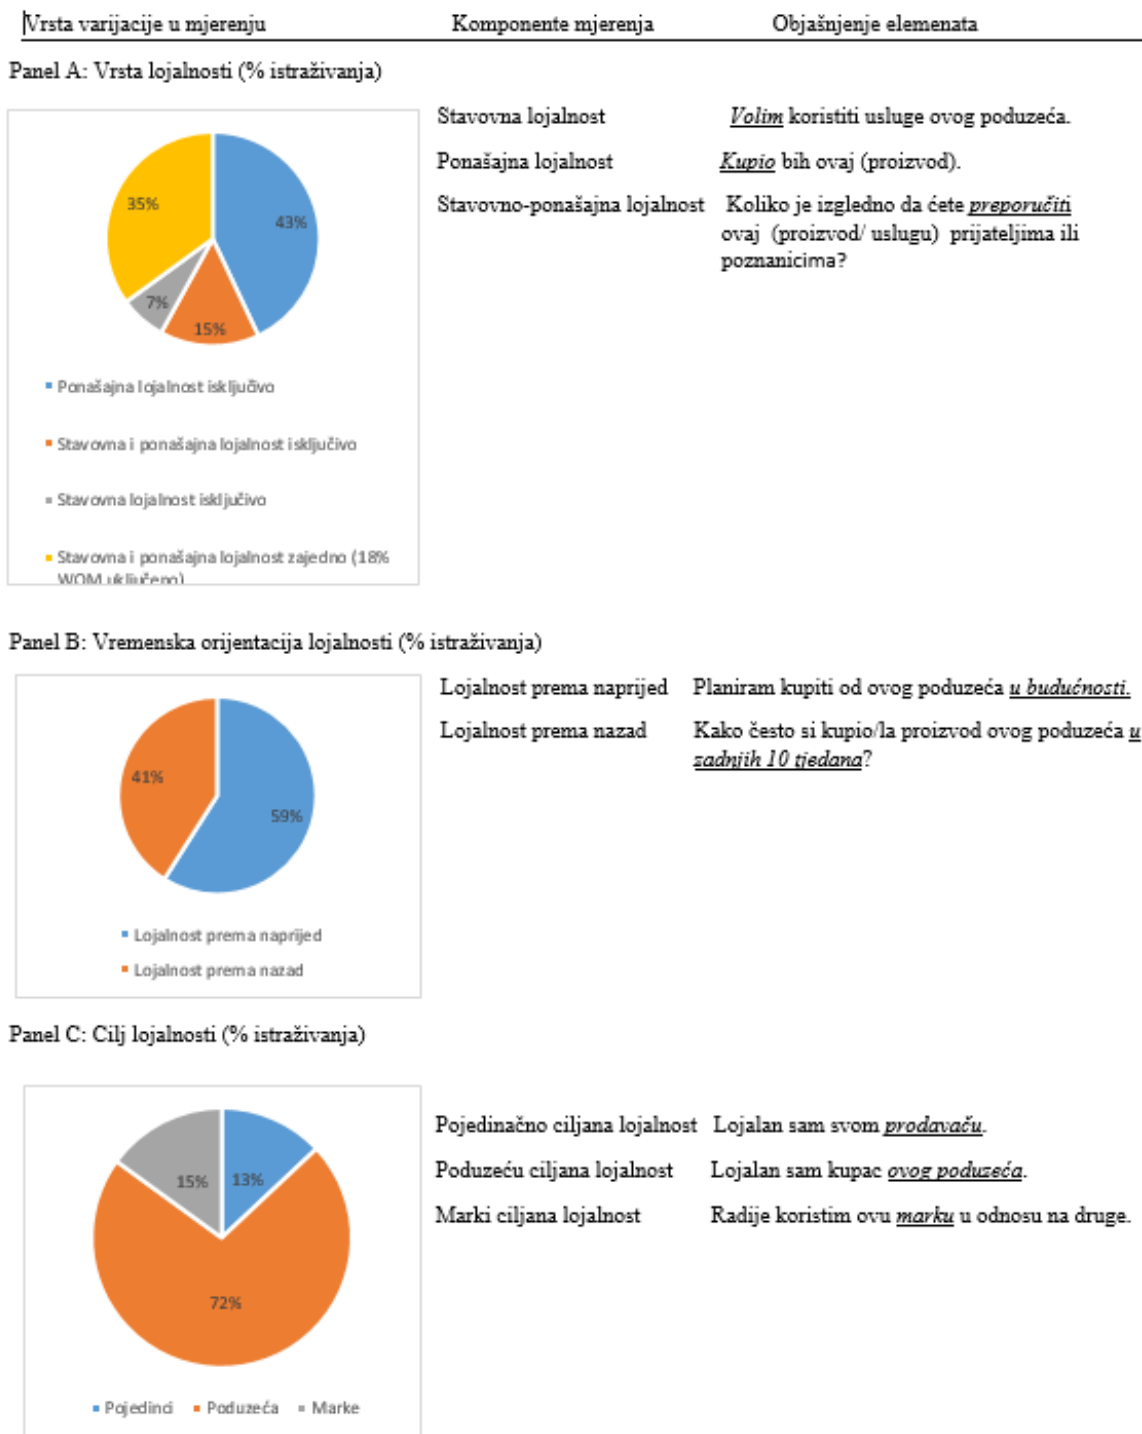 Vrsta varijacije u mjerenju Komponente mjerenja Objašnjenje elemenata
Panel A: Vrsta lojalnosti (% istraživanja)
35%
43%
7%
15%
Ponašajna lojalnost isključivo
Stavovna i ponašajna lojalnost isključivo
Stavovna lojalnost isključivo
Stavovna i ponašajna lojalnost zajedno (18%
WOM uključeno)
Stavovna lojalnost Volim koristiti usluge ovog poduzeća.
Ponašajna lojalnost Kupio bih ovaj (proizvod).
Stavovno-ponašajna lojalnost Koliko je izgledno da ćete preporučiti
ovaj (proizvod/ uslugu) prijateljima ili
poznanicima?
Panel B: Vremenska orijentacija lojalnosti (% istraživanja)
41%
59%
Lojalnost prema naprijed
Lojalnost prema nazad
Lojalnost prema naprijed Planiram kupiti od ovog poduzeća u budućnosti.
Lojalnost prema nazad Kako često si kupio/la proizvod ovog poduzeća u
zadnjih 10 tjedana?
Panel C: Cilj lojalnosti (% istraživanja)
15%
13%
72%
Pojedinci Poduzeća Marke
Pojedinačno ciljana lojalnost Lojalan sam svom prodavaču.
Poduzeću ciljana lojalnost Lojalan sam kupac ovog poduzeća.
Marki ciljana lojalnost Radije koristim ovu marku u odnosu na druge.